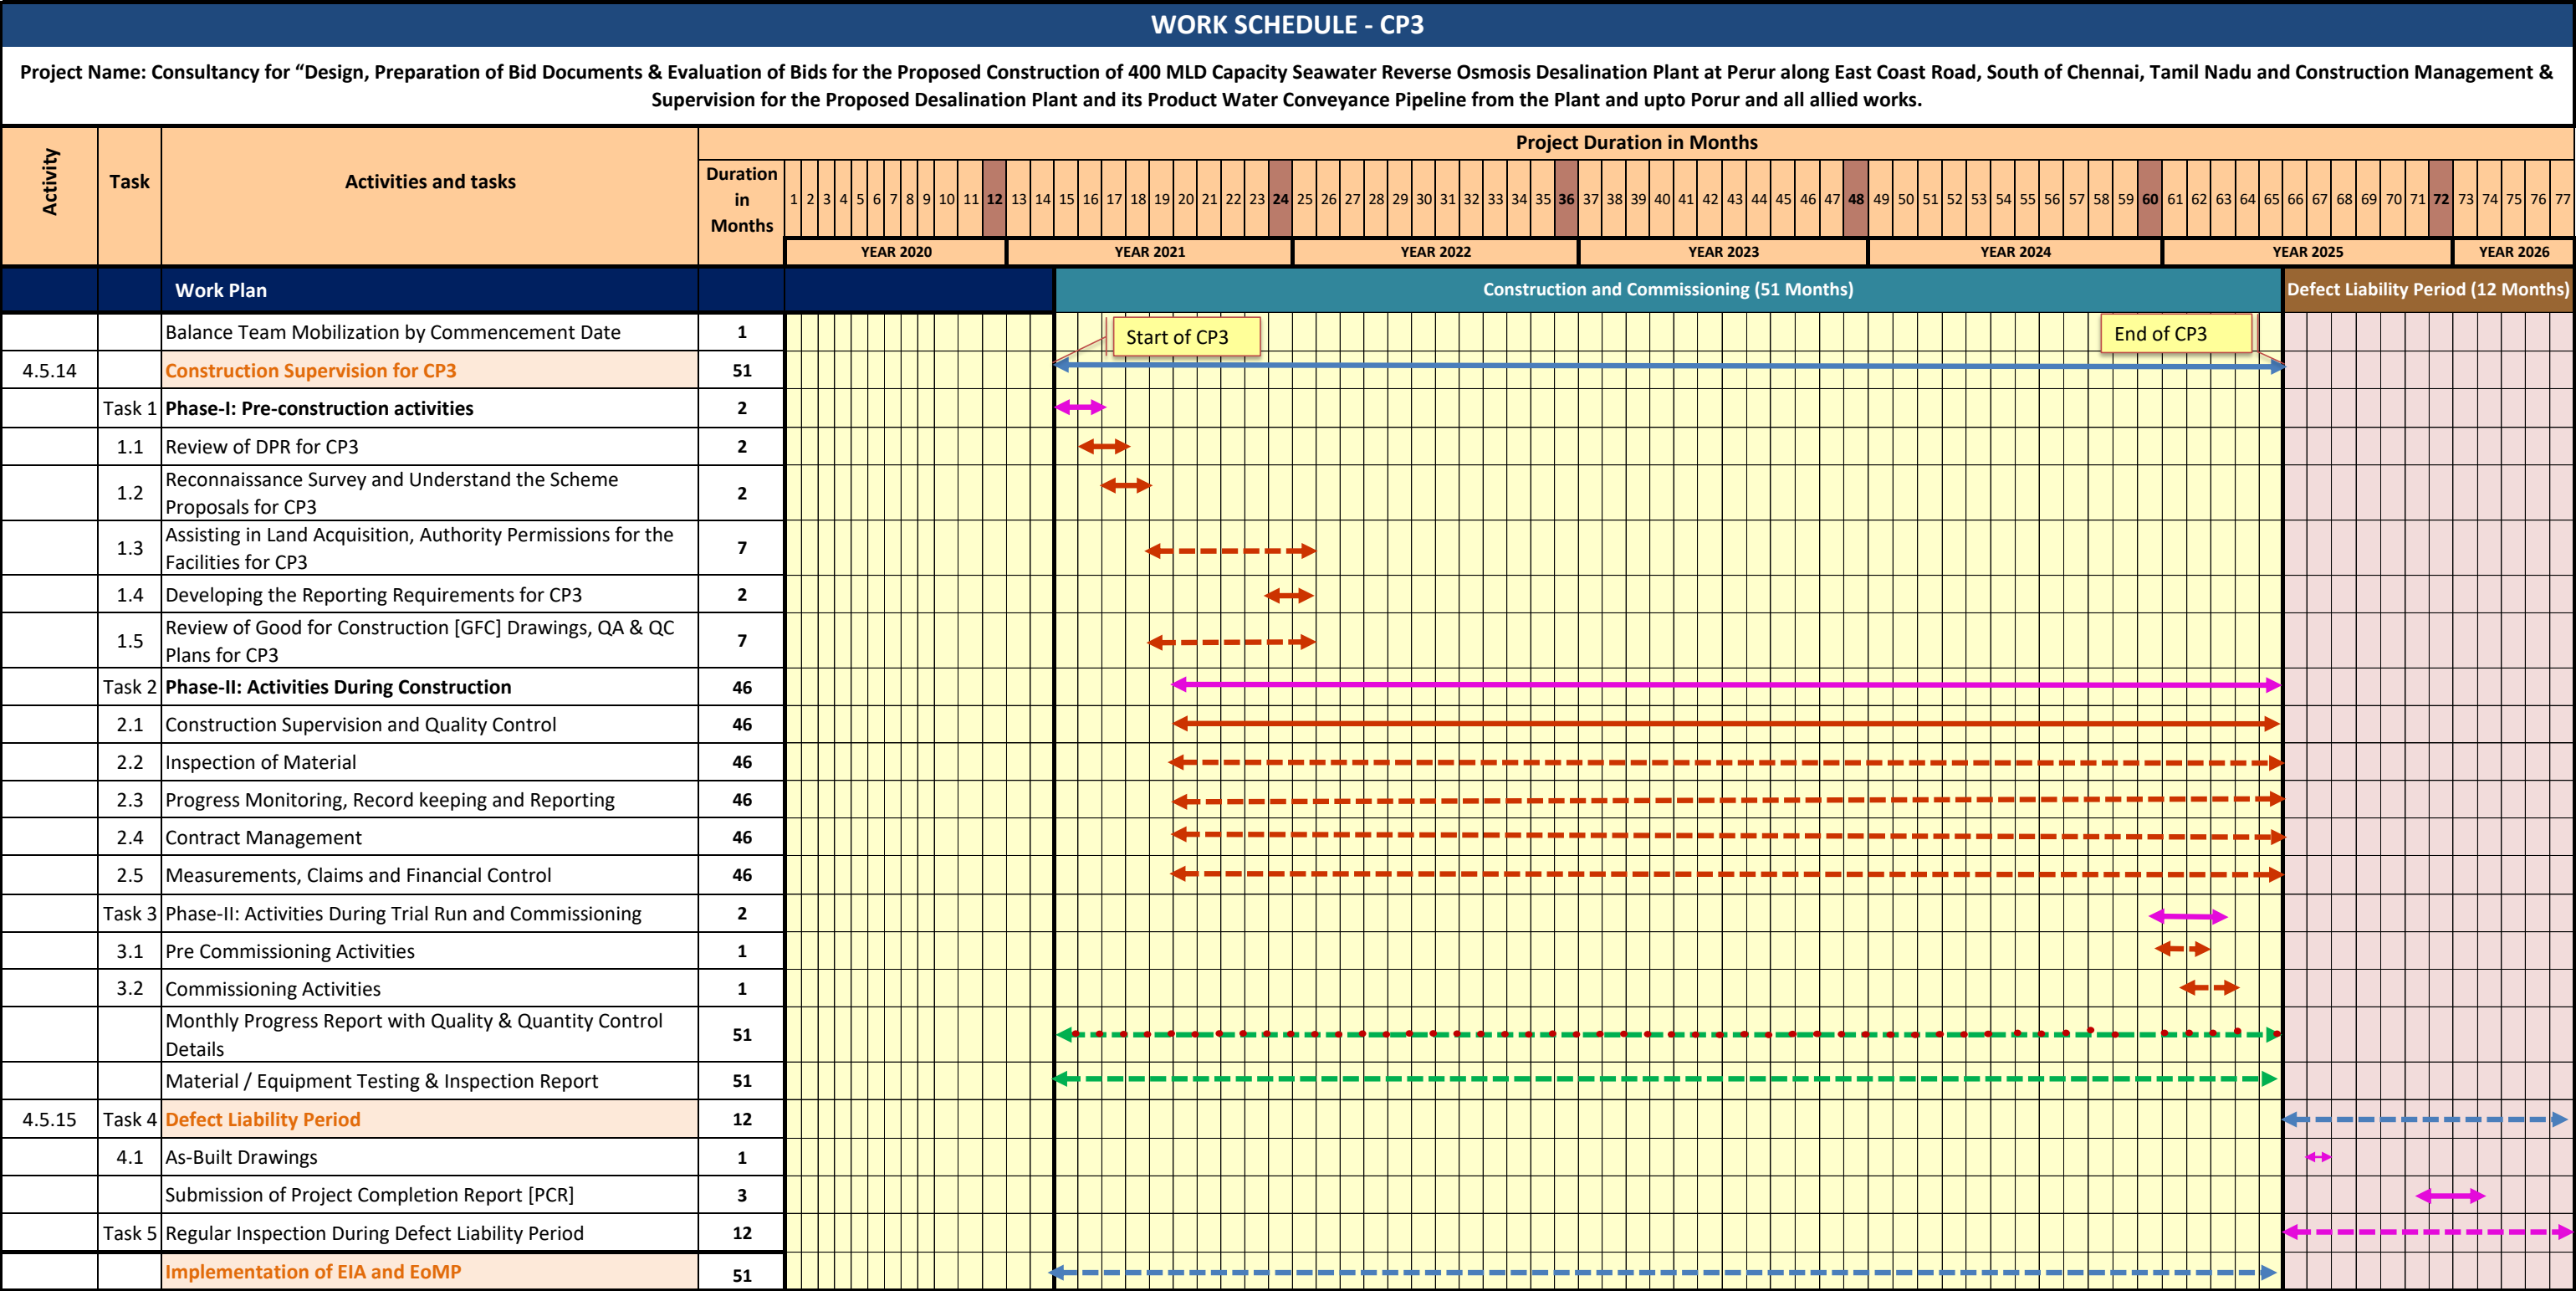 WORK SCHEDULE - CP3
Project Name: Consultancy for “Design, Preparation of Bid Documents & Evaluation of Bids for the Proposed Construction of 400 MLD Capacity Seawater Reverse Osmosis Desalination Plant at Perur along East Coast Road, South of Chennai, Tamil Nadu and Construction Management &
Supervision for the Proposed Desalination Plant and its Product Water Conveyance Pipeline from the Plant and upto Porur and all allied works.
Activity
Task
Activities and tasks
Duration
in
Months
Project Duration in Months
1 2 3 4 5 6 7 8 9 10 11 12 13 14 15 16 17 18 19 20 21 22 23 24 25 26 27 28 29 30 31 32 33 34 35 36 37 38 39 40 41 42 43 44 45 46 47 48 49 50 51 52 53 54 55 56 57 58 59 60 61 62 63 64 65 66 67 68 69 70 71 72 73 74 75 76 77
YEAR 2020 YEAR 2021 YEAR 2022 YEAR 2023 YEAR 2024 YEAR 2025 YEAR 2026
Work Plan Construction and Commissioning (51 Months) Defect Liability Period (12 Months)
Balance Team Mobilization by Commencement Date 1
Start of CP3
End of CP3
4.5.14 Construction Supervision for CP3 51
Task 1 Phase-I: Pre-construction activities 2
1.1 Review of DPR for CP3 2
1.2 Reconnaissance Survey and Understand the Scheme
Proposals for CP3 2
1.3 Assisting in Land Acquisition, Authority Permissions for the
Facilities for CP3 7
1.4 Developing the Reporting Requirements for CP3 2
1.5 Review of Good for Construction [GFC] Drawings, QA & QC
Plans for CP3 7
Task 2 Phase-II: Activities During Construction 46
2.1 Construction Supervision and Quality Control 46
2.2 Inspection of Material 46
2.3 Progress Monitoring, Record keeping and Reporting 46
2.4 Contract Management 46
2.5 Measurements, Claims and Financial Control 46
Task 3 Phase-II: Activities During Trial Run and Commissioning 2
3.1 Pre Commissioning Activities 1
3.2 Commissioning Activities 1
Monthly Progress Report with Quality & Quantity Control
Details 51
Material / Equipment Testing & Inspection Report 51
4.5.15 Task 4 Defect Liability Period 12
4.1 As-Built Drawings 1
Submission of Project Completion Report [PCR] 3
Task 5 Regular Inspection During Defect Liability Period 12
Implementation of EIA and EoMP 51